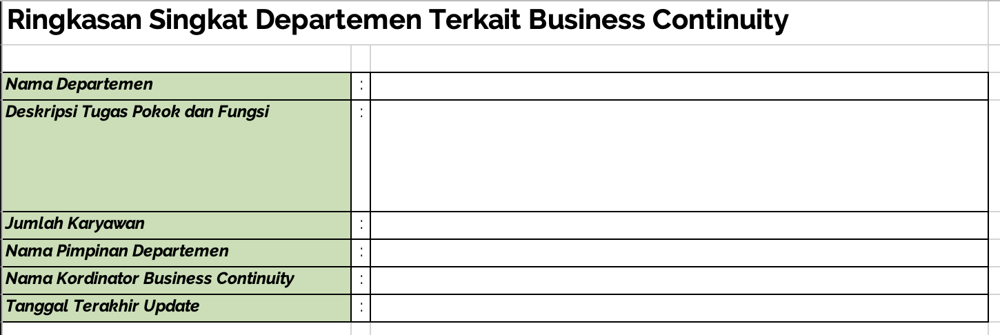 Ringkasan Singkat Departemen Terkait Business Continuity
Nama Departemen :
Deskripsi Tugas Pokok dan Fungsi :
Jumlah Karyawan :
Nama Pimpinan Departemen :
Nama Kordinator Business Continuity :
Tanggal Terakhir Update :